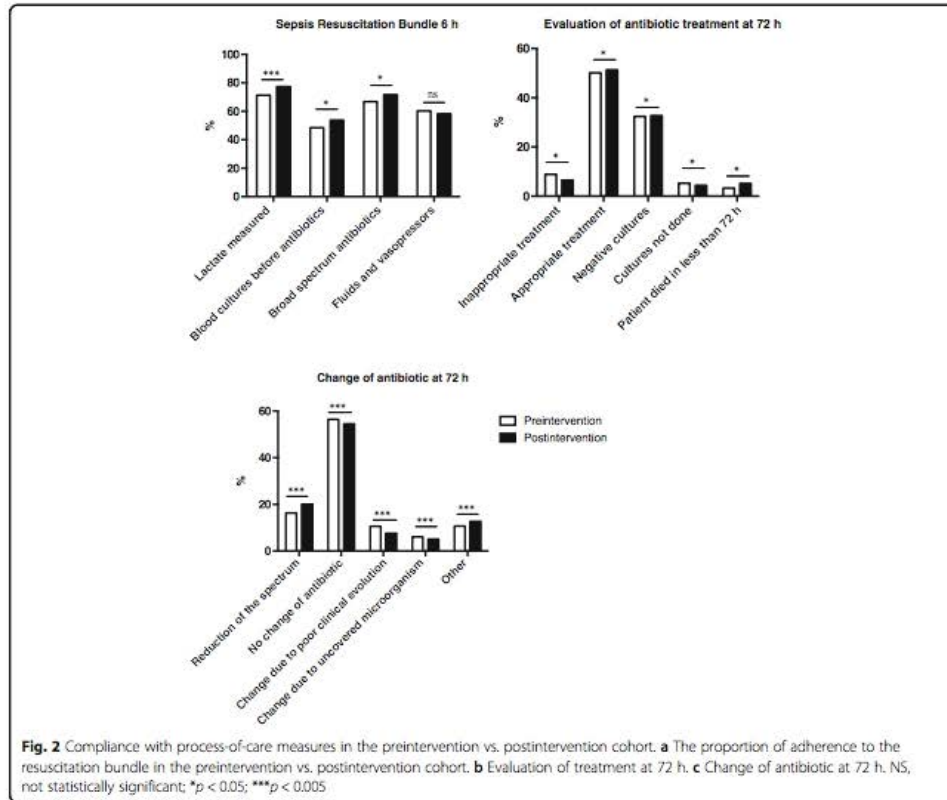 Sepsis Resuscitation Bundle 6 h
100
80
60
40
20
0
%
***
*
*
ns
Lactate measured
Blood cultures before antibiotics
Broad spectrum antibiotics
Fluids and vasopressors
Evaluation of antibiotic treatment at 72 h
60
40
20
0
%
*
*
*
*
*
Inappropriate treatment
Appropriate treatment
Negative cultures
Cultures not done
Patient died in less than 72 h
Change of antibiotic at 72 h
60
40
20
0
%
***
***
***
***
***
Reduction of the spectrum
No change of antibiotic
Change due to poor clinical evolution
Change due to uncovered microorganism
Other
Preintervention
Postintervention
Fig. 2 Compliance with process-of-care measures in the preintervention vs. postintervention cohort. a The proportion of adherence to the
resuscitation bundle in the preintervention vs. postintervention cohort. b Evaluation of treatment at 72 h. c Change of antibiotic at 72 h. NS,
not statistically significant; *p < 0.05; ***p < 0.005